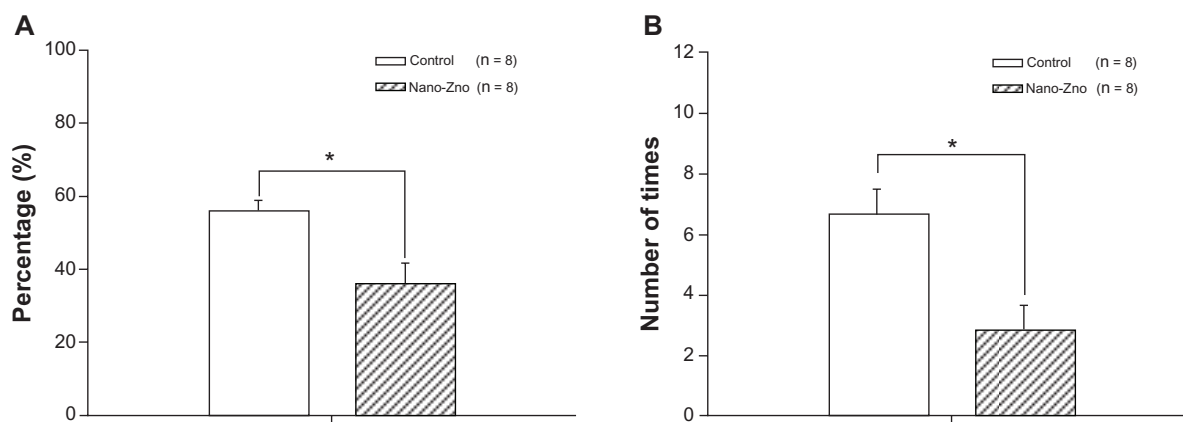 A
Percentage (%)
100
80
60
40
20
0
Control (n = 8)
Nano-Zno (n = 8)
*
B
Number of times
12
10
8
6
4
2
0
Control (n = 8)
Nano-Zno (n = 8)
*